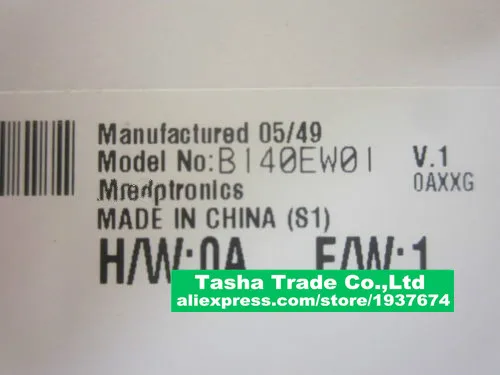 Manufactured 05/49
Model No: B140EW01 V.1
0AXXG
MADE IN CHINA (S1)
H/W:0A F/W:1
Tasha Trade Co.,Ltd
aliexpress.com/store/1937674